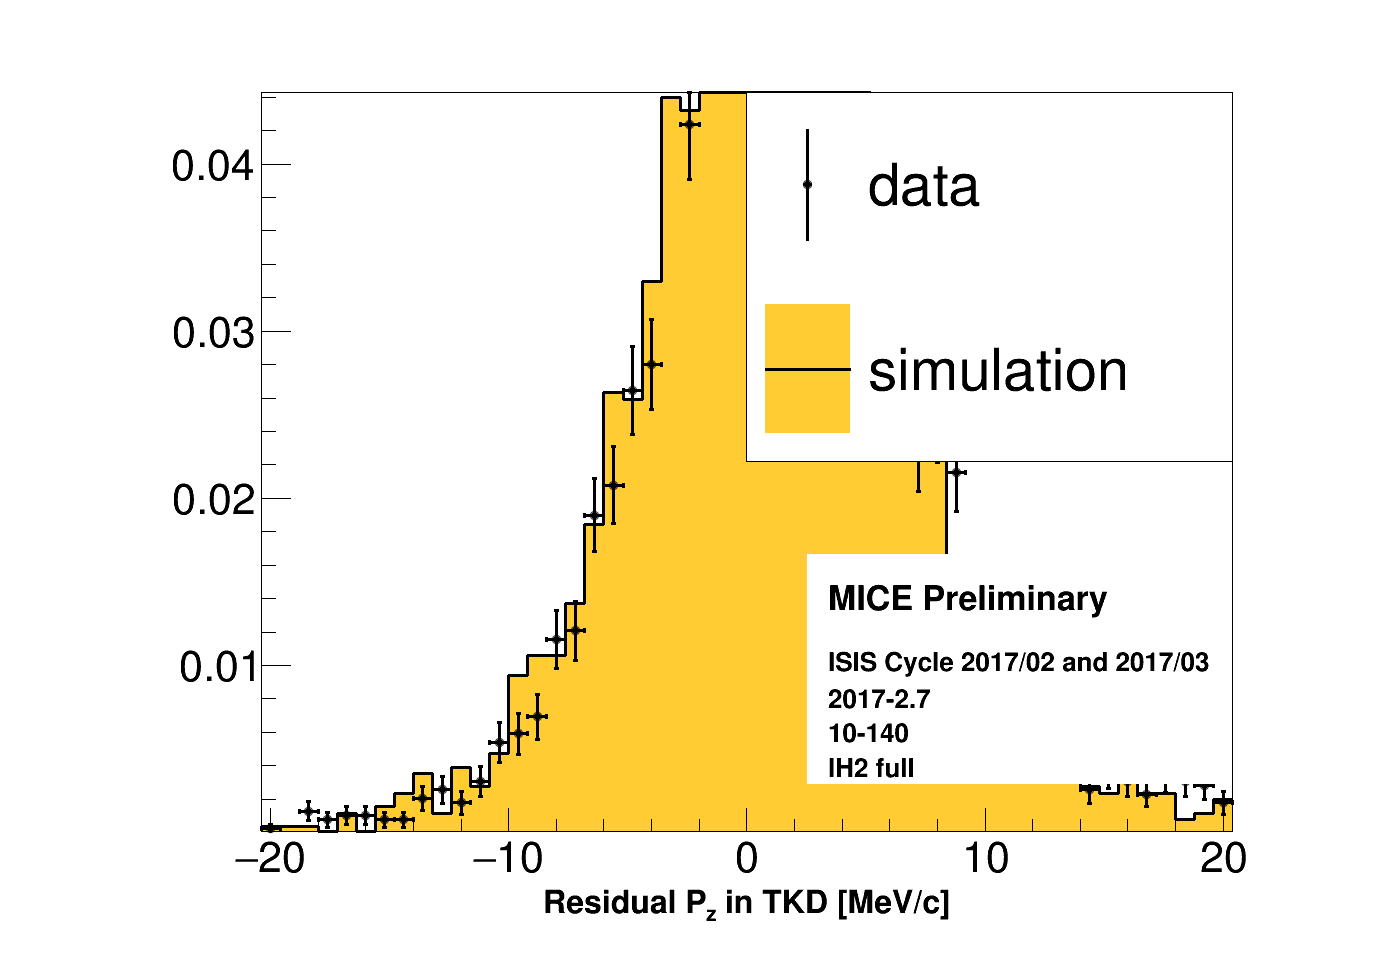 0.04
0.03
0.02
0.01
−20
−10
0
10
20
Residual Pz in TKD [MeV/c]
data
simulation
MICE Preliminary
ISIS Cycle 2017/02 and 2017/03
2017-2.7
10-140
IH2 full